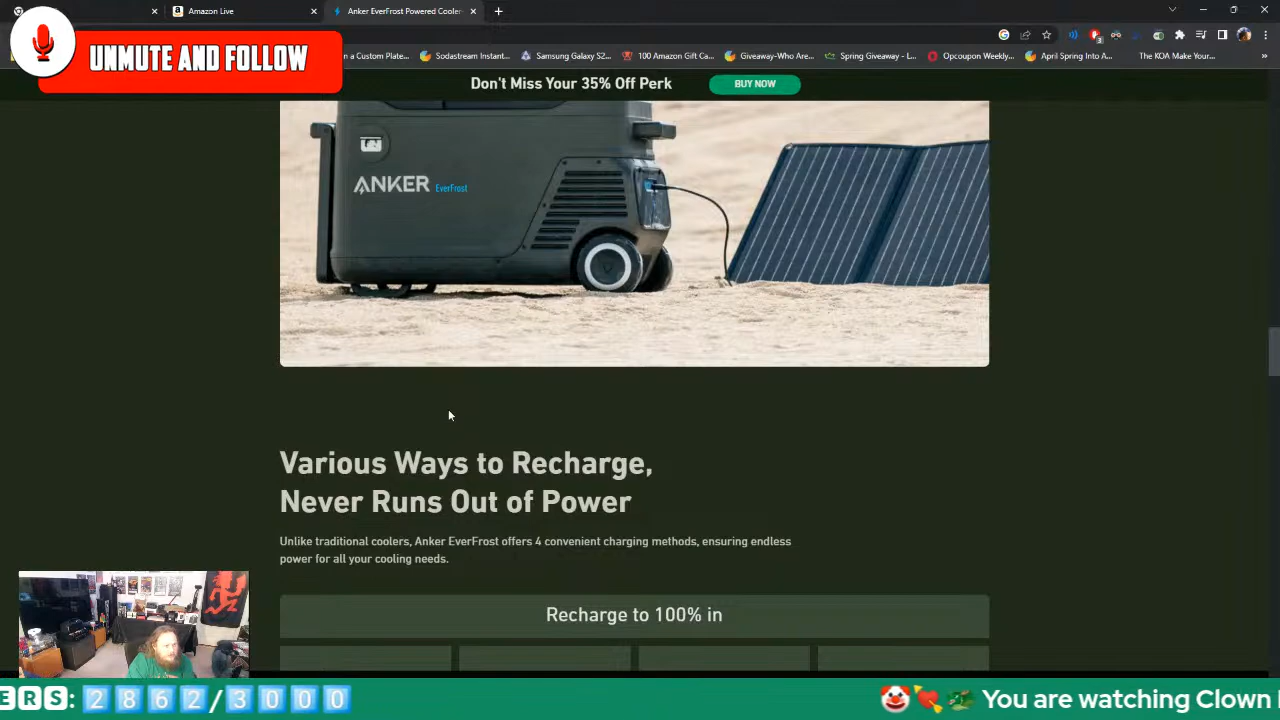 Amazon Live
Anker EverFrost Powered Cooler
UNMUTE AND FOLLOW
n a Custom Plate...
Sodastream Instant...
Samsung Galaxy S2...
100 Amazon Gift Ca...
Giveaway-Who Are...
Spring Giveaway - L...
Opcoupon Weekly...
April Spring Into A...
The KOA Make Your...
Don't Miss Your 35% Off Perk
BUY NOW
ANKER EverFrost
Various Ways to Recharge,
Never Runs Out of Power
Unlike traditional coolers, Anker EverFrost offers 4 convenient charging methods, ensuring endless
power for all your cooling needs.
Recharge to 100% in
ERS: 2862/3000
You are watching Clown